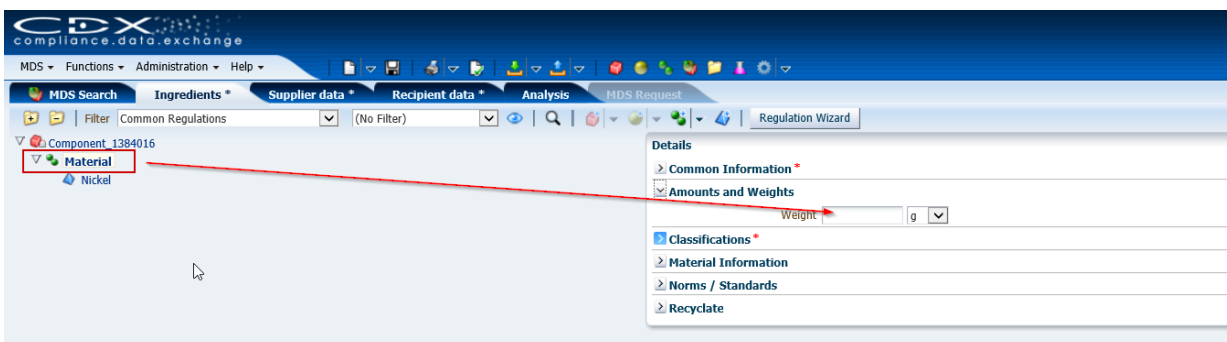 CDX
compliance.data.exchange
MDS Functions Administration Help
MDS Search Ingredients * Supplier data * Recipient data * Analysis MDS Request
Filter Common Regulations (No Filter) Regulation Wizard
Component_1384016
Material
Nickel
Details
Common Information *
Amounts and Weights
Weight g
Classifications *
Material Information
Norms / Standards
Recyclate